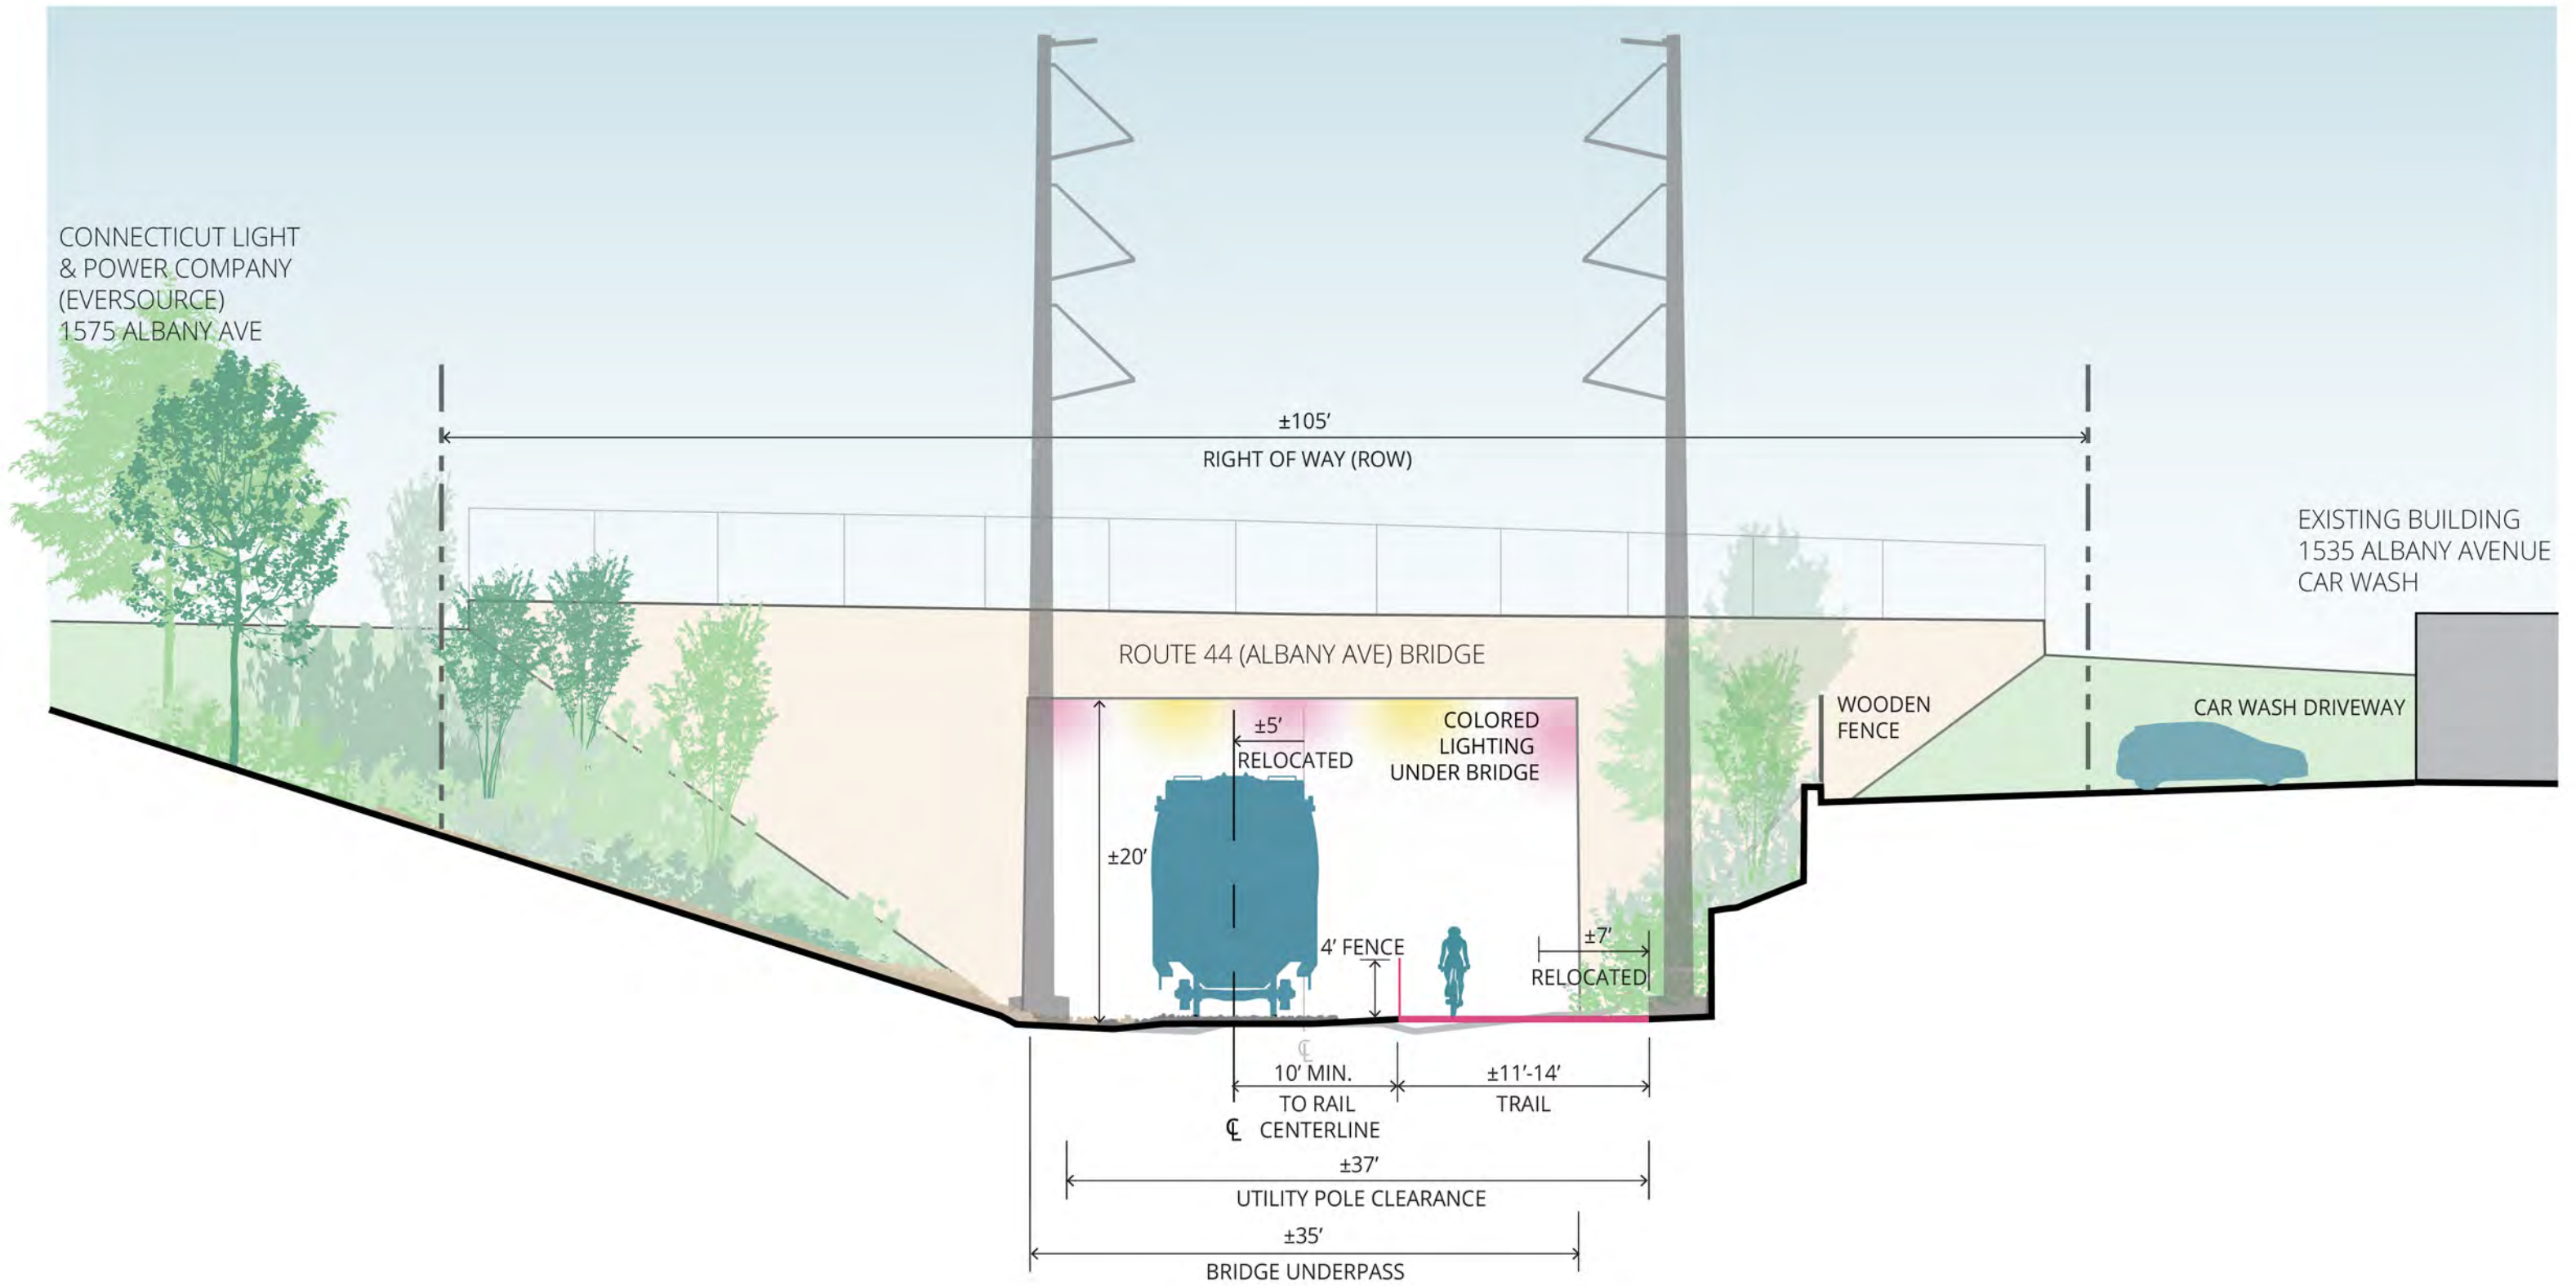 CONNECTICUT LIGHT
& POWER COMPANY
(EVERSOURCE)
1575 ALBANY AVE
±105’
RIGHT OF WAY (ROW)
EXISTING BUILDING
1535 ALBANY AVENUE
CAR WASH
ROUTE 44 (ALBANY AVE) BRIDGE
WOODEN
FENCE
CAR WASH DRIVEWAY
±5’
RELOCATED
COLORED
LIGHTING
UNDER BRIDGE
±20’
4’ FENCE
±7’
RELOCATED
℄
10’ MIN.
TO RAIL
℄ CENTERLINE
±11’-14’
TRAIL
±37’
UTILITY POLE CLEARANCE
±35’
BRIDGE UNDERPASS